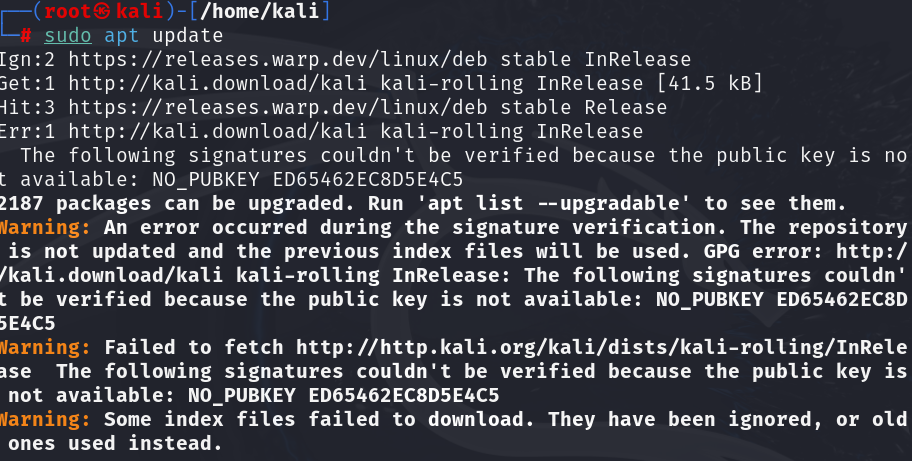 ┌──(root㉿kali)-[/home/kali]
└─# sudo apt update
Ign:2 https://releases.warp.dev/linux/deb stable InRelease
Get:1 http://kali.download/kali kali-rolling InRelease [41.5 kB]
Hit:3 https://releases.warp.dev/linux/deb stable Release
Err:1 http://kali.download/kali kali-rolling InRelease
  The following signatures couldn't be verified because the public key is no
t available: NO_PUBKEY ED65462EC8D5E4C5
2187 packages can be upgraded. Run 'apt list --upgradable' to see them.
Warning: An error occurred during the signature verification. The repository
 is not updated and the previous index files will be used. GPG error: http:/
/kali.download/kali kali-rolling InRelease: The following signatures couldn'
t be verified because the public key is not available: NO_PUBKEY ED65462EC8D
5E4C5
Warning: Failed to fetch http://http.kali.org/kali/dists/kali-rolling/InRele
ase  The following signatures couldn't be verified because the public key is
 not available: NO_PUBKEY ED65462EC8D5E4C5
Warning: Some index files failed to download. They have been ignored, or old
 ones used instead.